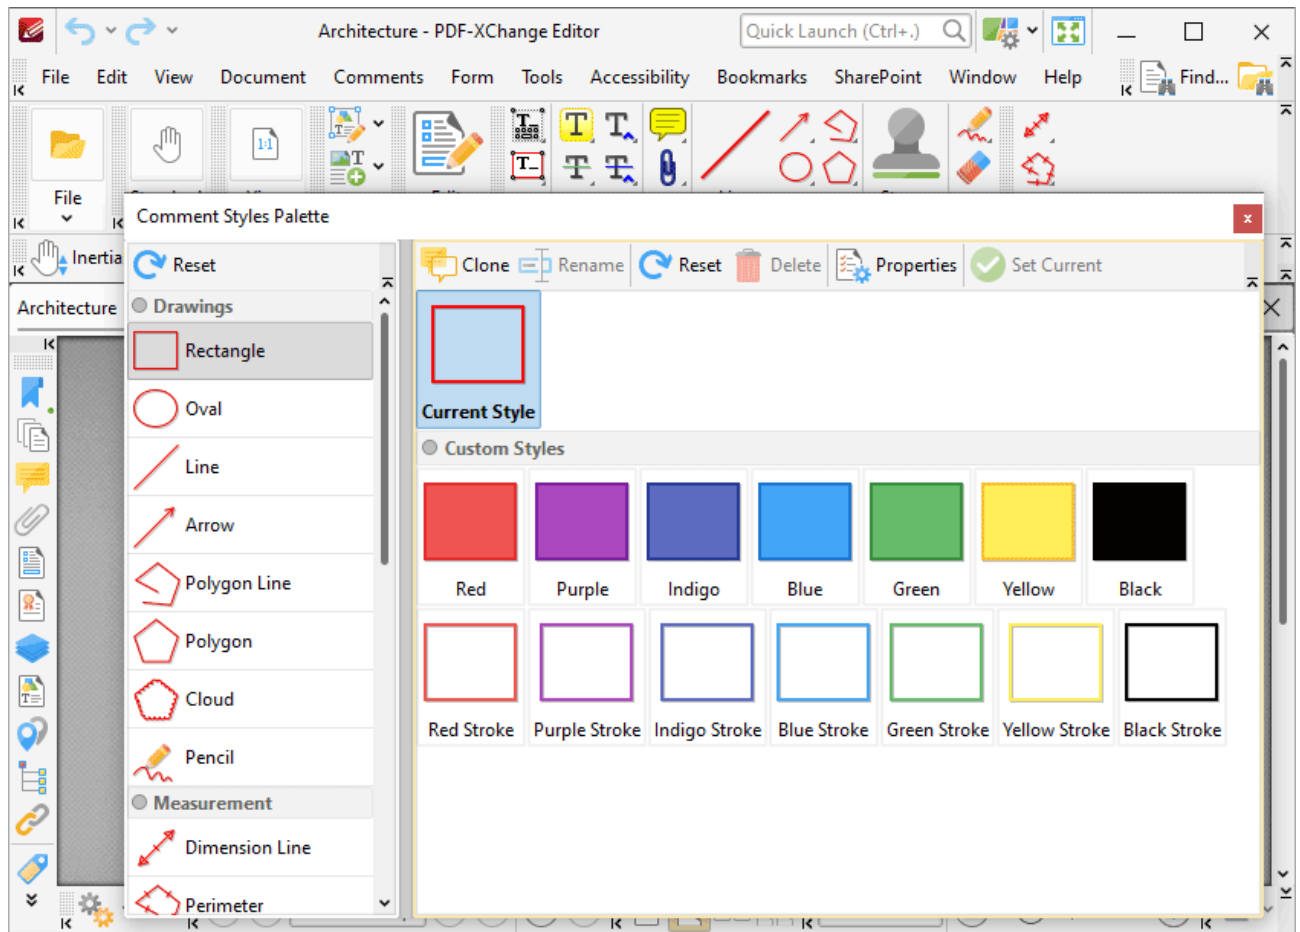 Architecture - PDF-XChange Editor
Quick Launch (Ctrl+.)
File Edit View Document Comments Form Tools Accessibility Bookmarks SharePoint Window Help Find...
1:1
File
Comment Styles Palette
Inertia
Reset
Clone Rename Reset Delete Properties Set Current
Architecture
Drawings
Rectangle
Oval
Line
Arrow
Polygon Line
Polygon
Cloud
Pencil
Measurement
Dimension Line
Perimeter
Current Style
Custom Styles
Red Purple Indigo Blue Green Yellow Black
Red Stroke Purple Stroke Indigo Stroke Blue Stroke Green Stroke Yellow Stroke Black Stroke